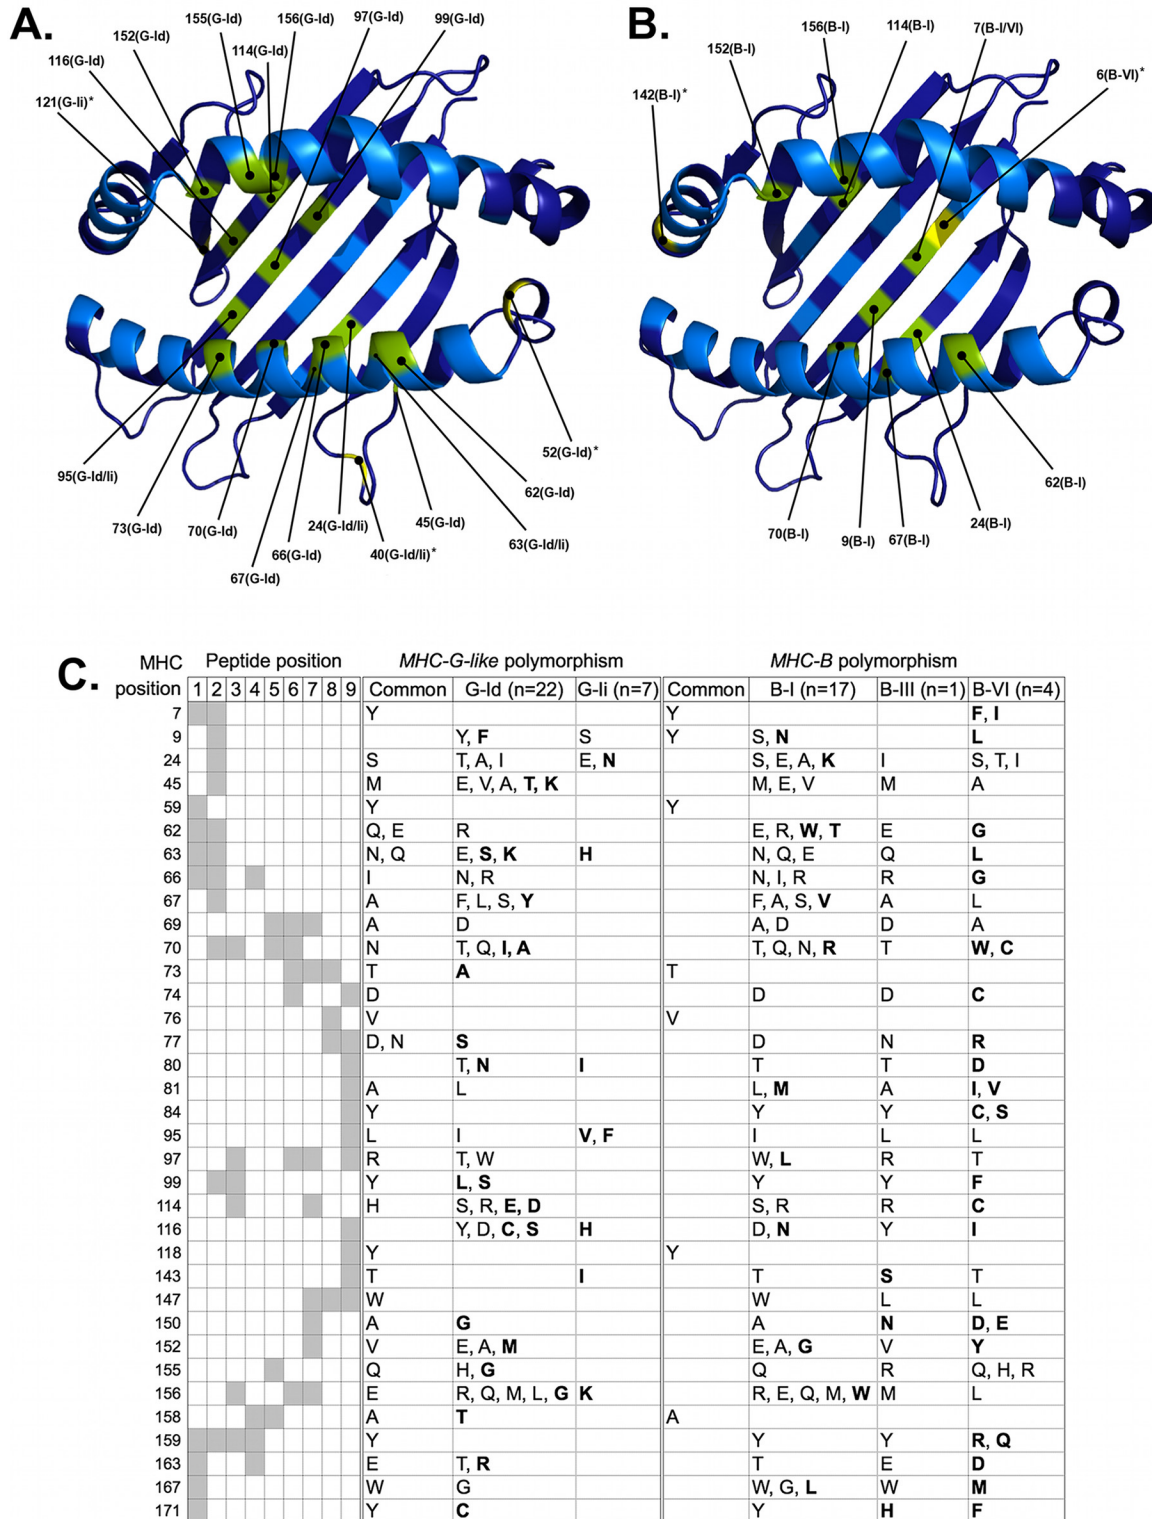 A.
155(G-Id)
156(G-Id)
97(G-Id)
99(G-Id)
152(G-Id)
114(G-Id)
116(G-Id)
121(G-Ii)*
95(G-Id/Ii)
73(G-Id)
70(G-Id)
67(G-Id)
66(G-Id)
24(G-Id/Ii)
40(G-Id/Ii)*
45(G-Id)
63(G-Id/Ii)
62(G-Id)
52(G-Id)*
B.
156(B-I)
114(B-I)
7(B-I/VI)
152(B-I)
6(B-VI)*
142(B-I)*
70(B-I)
9(B-I)
67(B-I)
24(B-I)
62(B-I)
C.
MHC Peptide position MHC-G-like polymorphism MHC-B polymorphism
position 1 2 3 4 5 6 7 8 9 Common G-Id (n=22) G-Ii (n=7) Common B-I (n=17) B-III (n=1) B-VI (n=4)
7 Y Y F, I
9 Y, F S Y S, N L
24 S T, A, I E, N S, E, A, K I S, T, I
45 M E, V, A, T, K M, E, V M A
59 Y Y
62 Q, E R E, R, W, T E G
63 N, Q E, S, K H N, Q, E Q L
66 I N, R N, I, R R G
67 A F, L, S, Y F, A, S, V A L
69 A D A, D D A
70 N T, Q, I, A T, Q, N, R T W, C
73 T A T
74 D D D C
76 V V
77 D, N S D N R
80 T, N I T T D
81 A L L, M A I, V
84 Y Y Y C, S
95 L I V, F I L L
97 R T, W W, L R T
99 Y L, S Y Y F
114 H S, R, E, D S, R R C
116 Y, D, C, S H D, N Y I
118 Y Y
143 T I T S T
147 W W L L
150 A G A N D, E
152 V E, A, M E, A, G V Y
155 Q H, G Q R Q, H, R
156 E R, Q, M, L, G K R, E, Q, M, W M L
158 A T A
159 Y Y Y R, Q
163 E T, R T E D
167 W G W, G, L W M
171 Y C Y H F